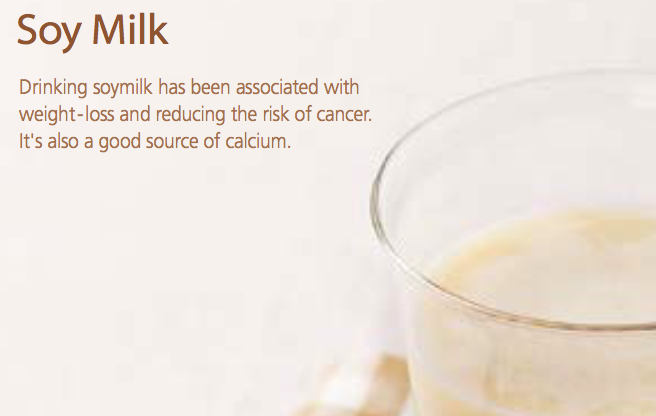 Soy Milk
Drinking soymilk has been associated with
weight-loss and reducing the risk of cancer.
It's also a good source of calcium.